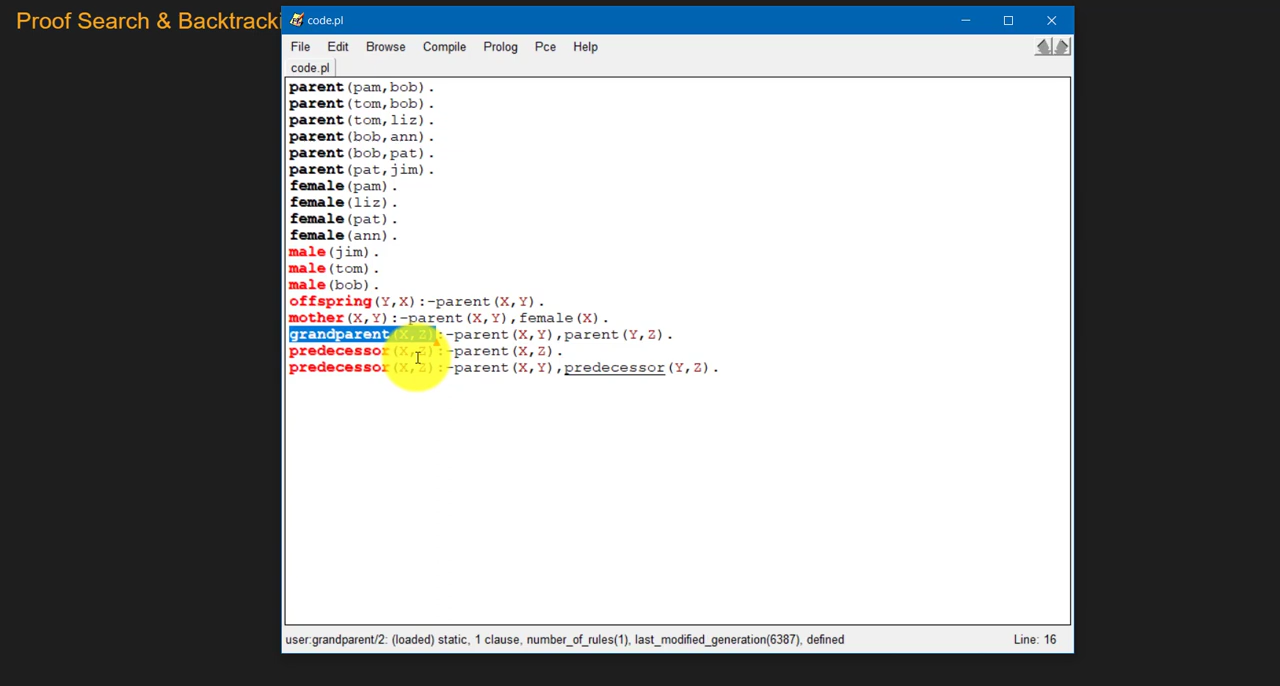 Proof Search & Backtracki
code.pl
File Edit Browse Compile Prolog Pce Help
code.pl
parent(pam,bob).
parent(tom,bob).
parent(tom,liz).
parent(bob,ann).
parent(bob,pat).
parent(pat,jim).
female(pam).
female(liz).
female(pat).
female(ann).
male(jim).
male(tom).
male(bob).
offspring(Y,X):-parent(X,Y).
mother(X,Y):-parent(X,Y),female(X).
grandparent(X,Z):-parent(X,Y),parent(Y,Z).
predecessor(X,Z):-parent(X,Z).
predecessor(X,Z):-parent(X,Y),predecessor(Y,Z).
user:grandparent/2: (loaded) static, 1 clause, number_of_rules(1), last_modified_generation(6387), defined Line: 16